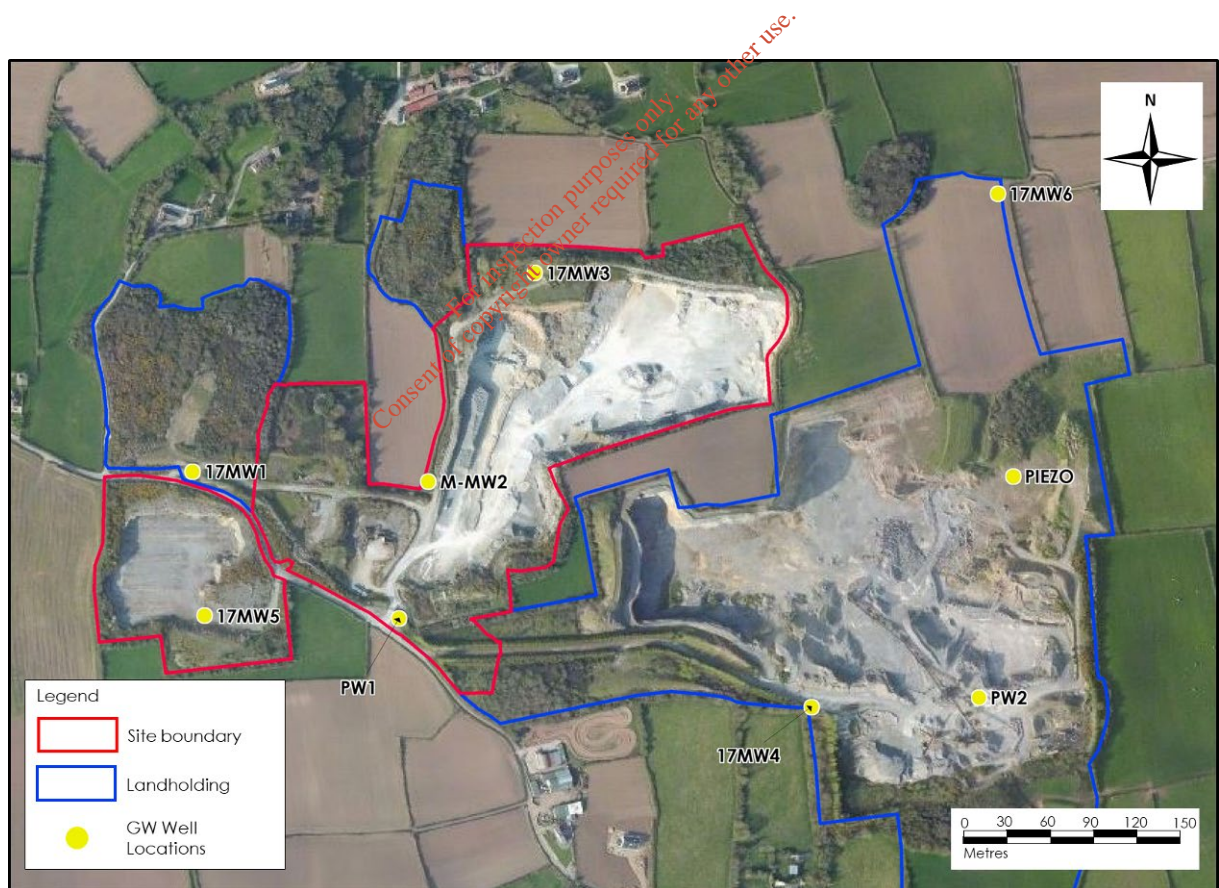 For inspection purposes only.
Consent of copyright owner required for any other use.
N
17MW6
17MW3
17MW1
M-MW2
PIEZO
17MW5
PW1
PW2
17MW4
Legend
Site boundary
Landholding
GW Well
Locations
0 30 60 90 120 150
Metres